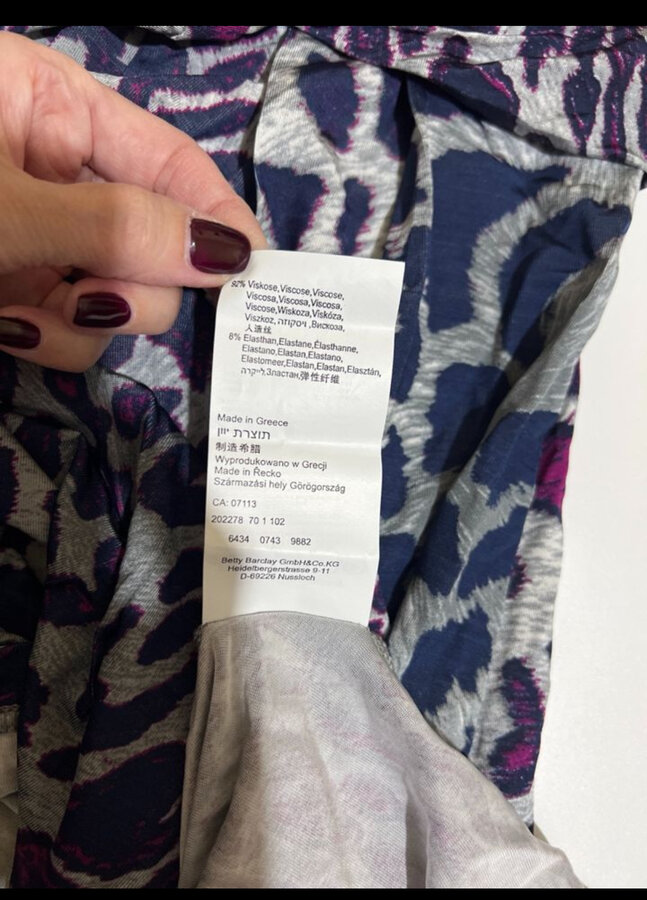 92% Viskose,Viscose,Viscose,
Viscosa,Viscosa,Viscosa,
Viscose,Wiskoza,Viskóza,
Viszkoz, ויסקוזה, Вискоза,
人造丝
8% Elasthan,Elastane,Élasthanne,
Elastano,Elastan,Elastano,
Elastomeer,Elastan,Elastan,Elasztán,
לייקרה,Эластан,弹性纤维
Made in Greece
תוצרת יוון
制造希腊
Wyprodukowano w Grecji
Made in Řecko
Származási hely Görögország
CA: 07113
202278 70 1 102
6434 0743 9882
Betty Barclay GmbH&Co.KG
Heidelbergerstrasse 9-11
D-69226 Nussloch